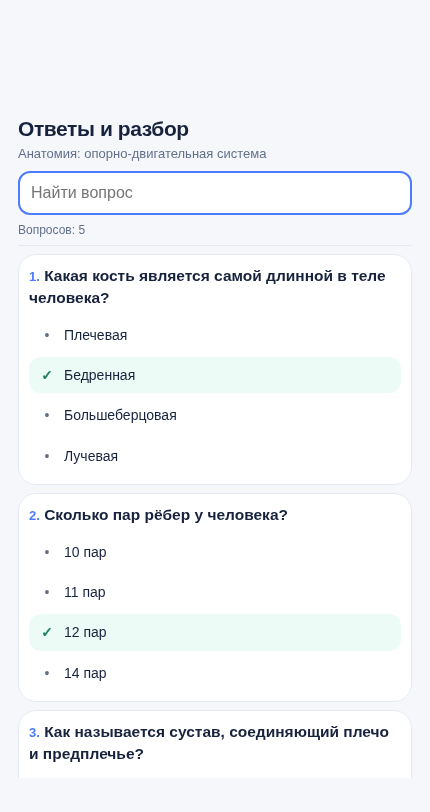 Ответы и разбор
Анатомия: опорно-двигательная система
Найти вопрос
Вопросов: 5
1. Какая кость является самой длинной в теле
человека?
• Плечевая
✓ Бедренная
• Большеберцовая
• Лучевая
2. Сколько пар рёбер у человека?
• 10 пар
• 11 пар
✓ 12 пар
• 14 пар
3. Как называется сустав, соединяющий плечо
и предплечье?